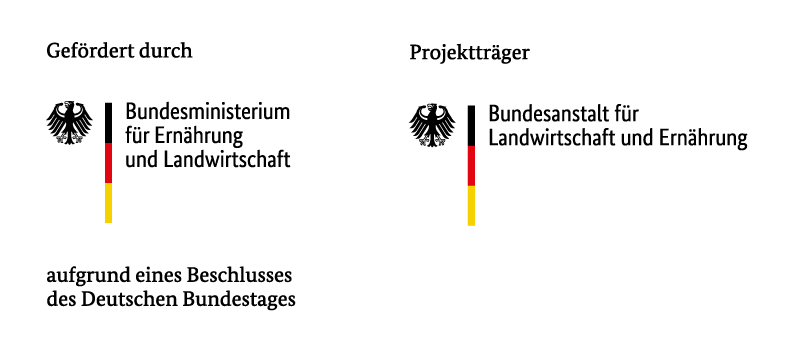 Gefördert durch
Bundesministerium
für Ernährung
und Landwirtschaft
aufgrund eines Beschlusses
des Deutschen Bundestages
Projektträger
Bundesanstalt für
Landwirtschaft und Ernährung